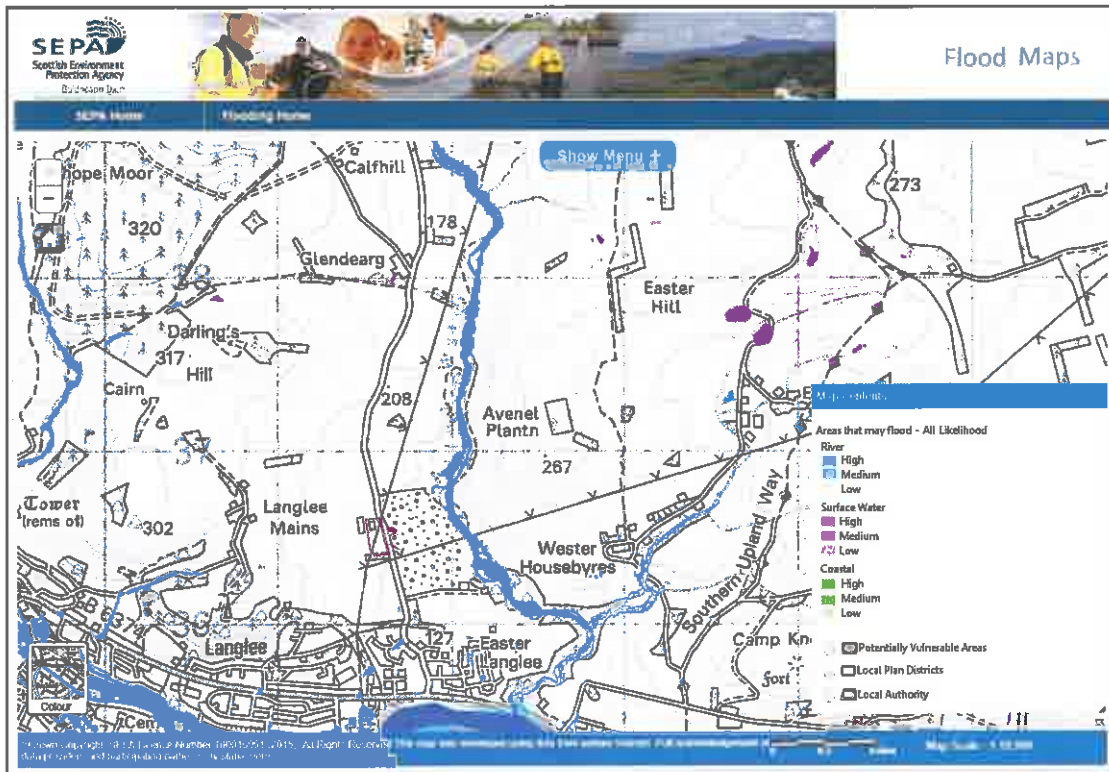 SEPA
Scottish Environment
Protection Agency
Flood Maps
SEPA Home
Flooding Home
Show Menu +
hope Moor
Calfhill
273
320
178
Glendearg
Easter
Hill
Darling's
Hill
317
Cairn
208
Avenel
Plantn
267
Tower
(rems of)
302
Langlee
Mains
Wester
Housebyres
Southern Upland Way
B 6374
Langlee
127
Easter
Langlee
Camp Kn
fort
Colour
Map contents
Areas that may flood - All Likelihood
River
High
Medium
Low
Surface Water
High
Medium
Low
Coastal
High
Medium
Low
Potentially Vulnerable Areas
Local Plan Districts
Local Authority